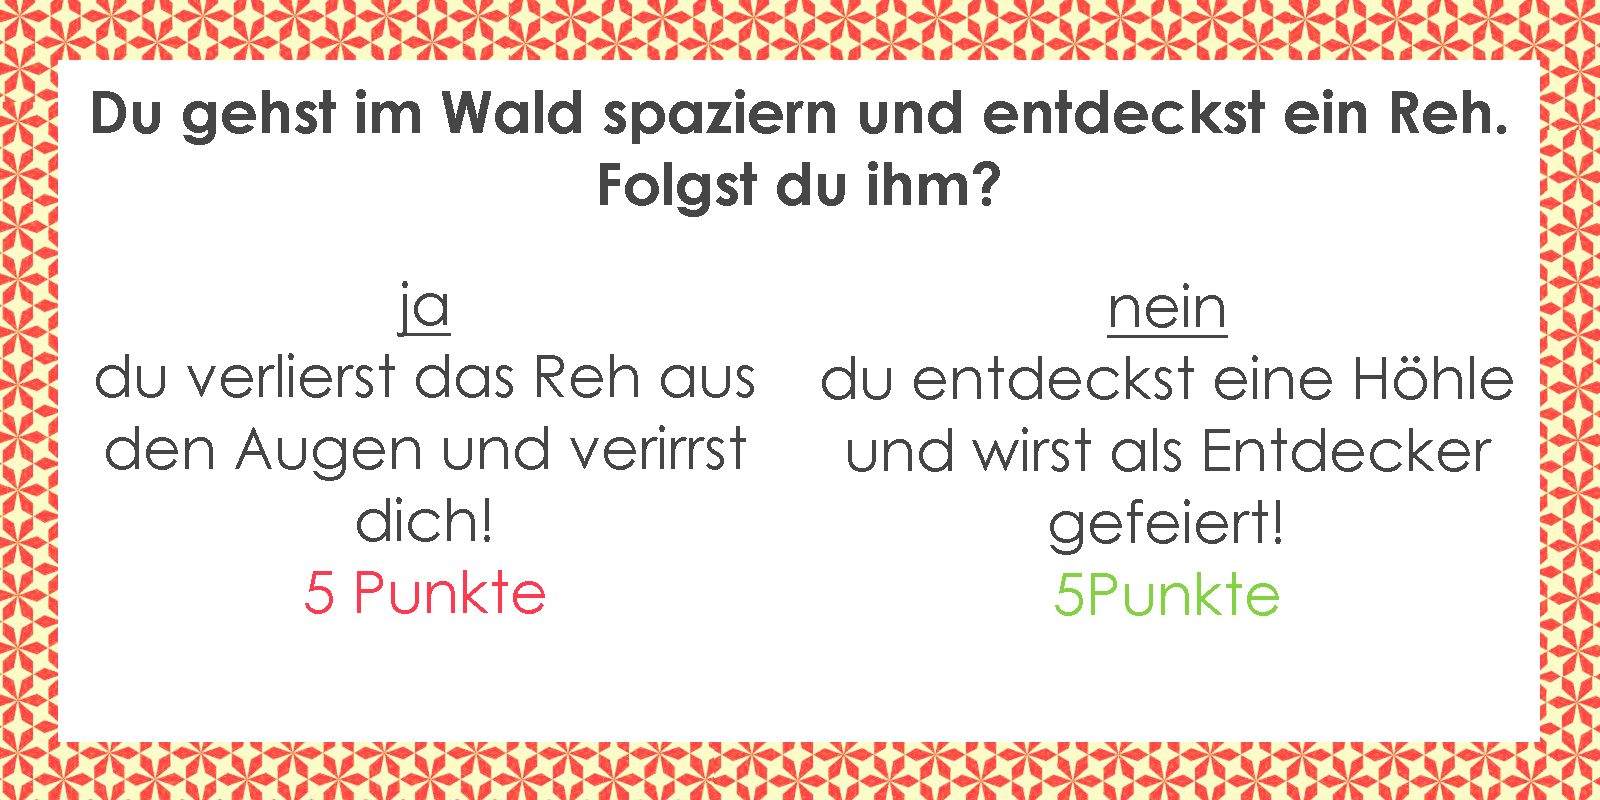 Du gehst im Wald spaziern und entdeckst ein Reh.
Folgst du ihm?
ja
du verlierst das Reh aus
den Augen und verirrst
dich!
5 Punkte
nein
du entdeckst eine Höhle
und wirst als Entdecker
gefeiert!
5Punkte